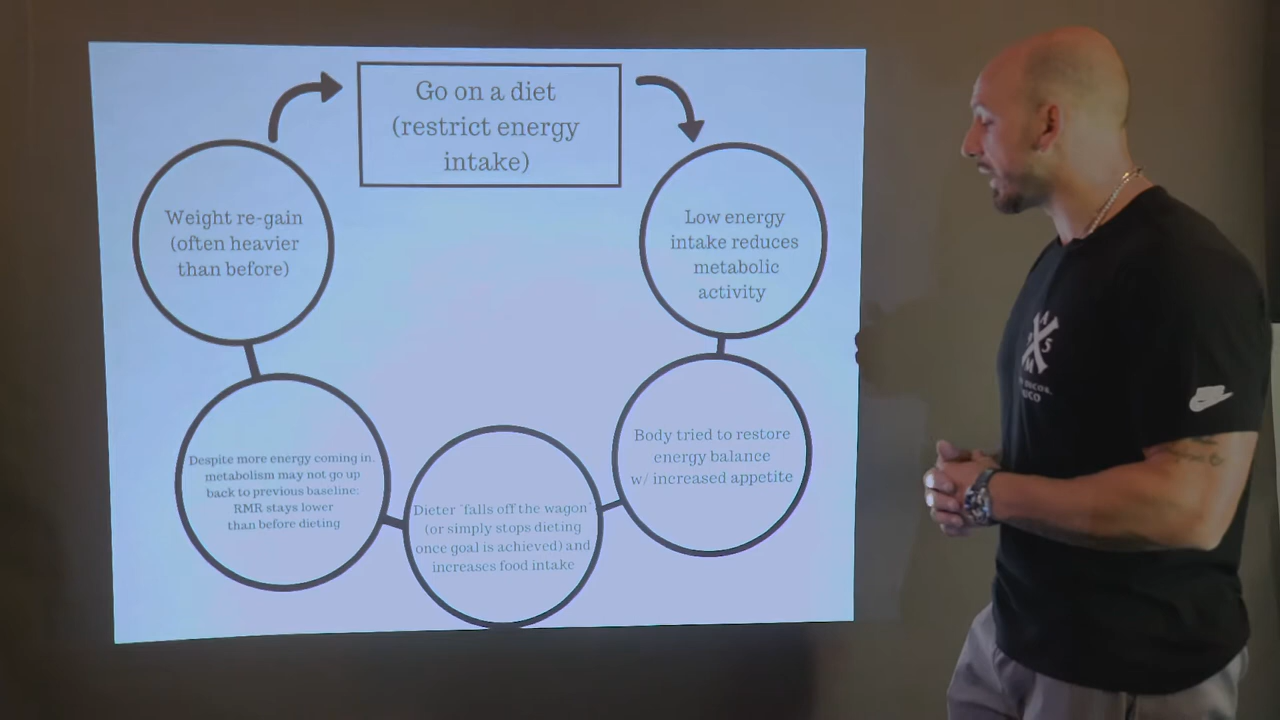 Go on a diet
(restrict energy
intake)
Low energy
intake reduces
metabolic
activity
Body tried to restore
energy balance
w/ increased appetite
Dieter "falls off the wagon"
(or simply stops dieting
once goal is achieved) and
increases food intake
Despite more energy coming in,
metabolism may not go up
back to previous baseline;
RMR stays lower
than before dieting
Weight re-gain
(often heavier
than before)